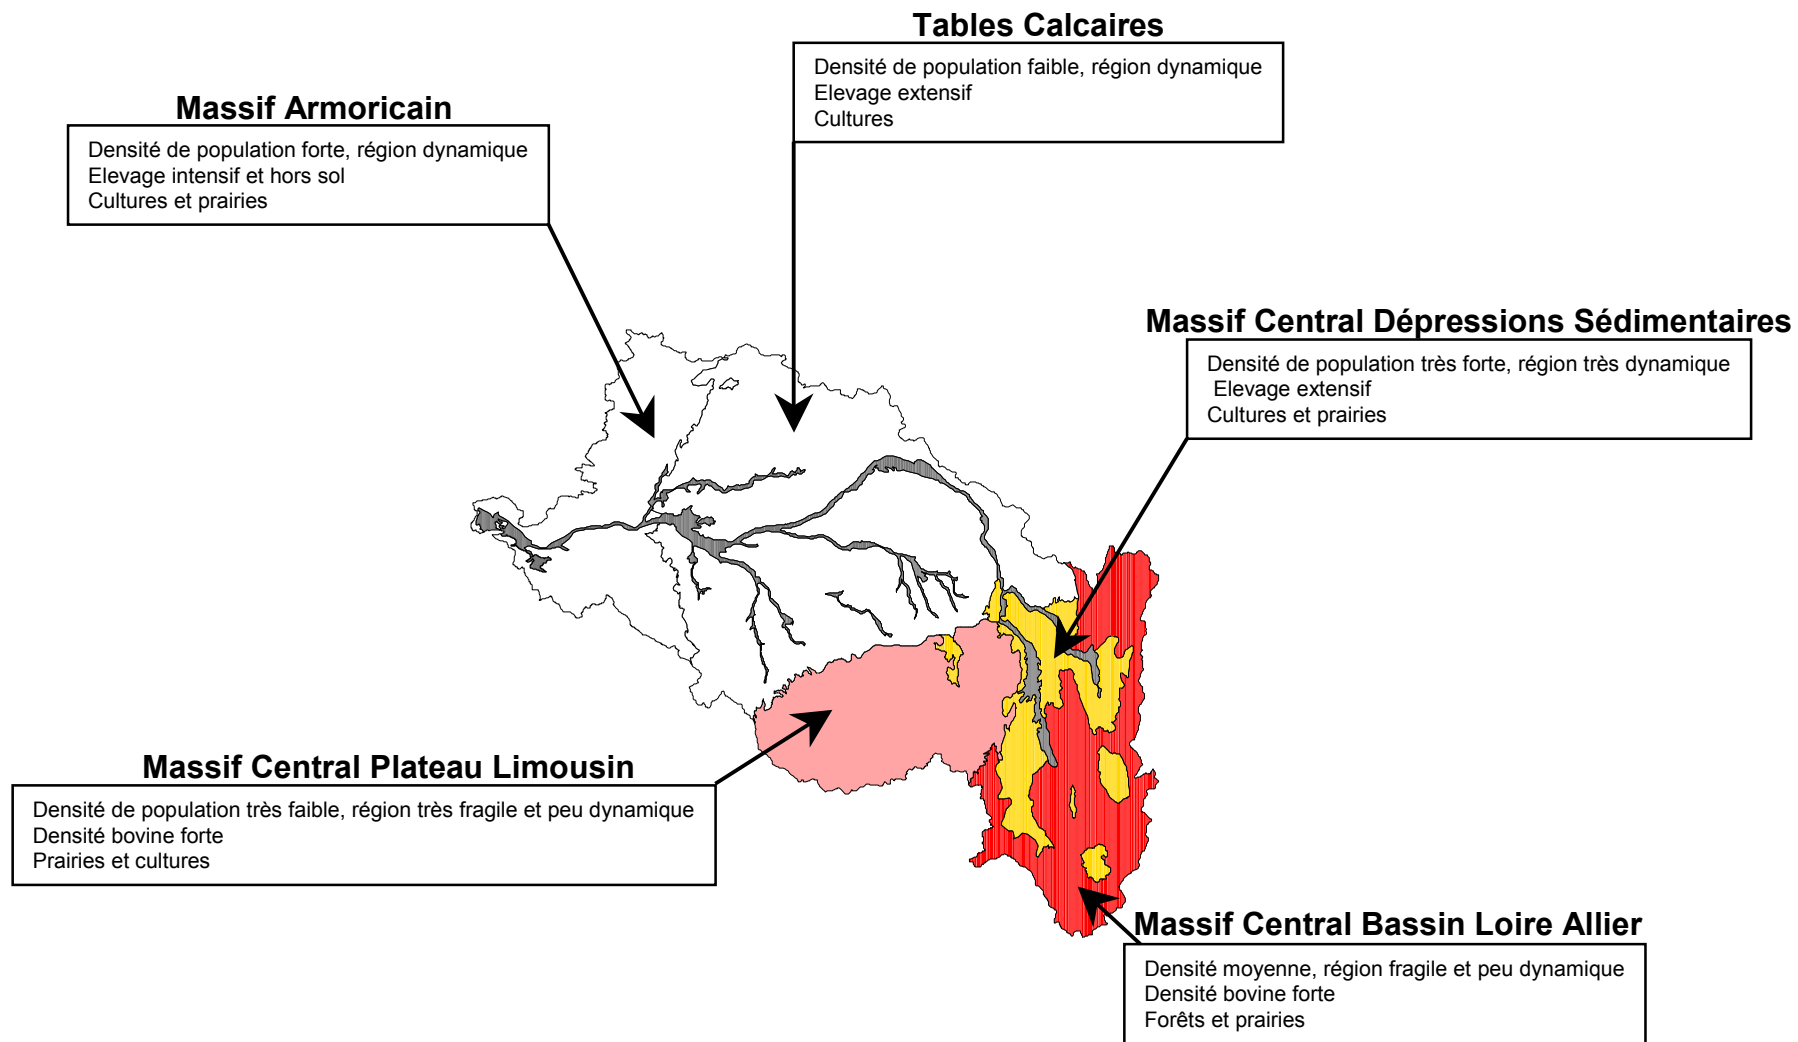 Tables Calcaires
Densité de population faible, région dynamique
Elevage extensif
Cultures
Massif Armoricain
Densité de population forte, région dynamique
Elevage intensif et hors sol
Cultures et prairies
Massif Central Dépressions Sédimentaires
Densité de population très forte, région très dynamique
Elevage extensif
Cultures et prairies
Massif Central Plateau Limousin
Densité de population très faible, région très fragile et peu dynamique
Densité bovine forte
Prairies et cultures
Massif Central Bassin Loire Allier
Densité moyenne, région fragile et peu dynamique
Densité bovine forte
Forêts et prairies